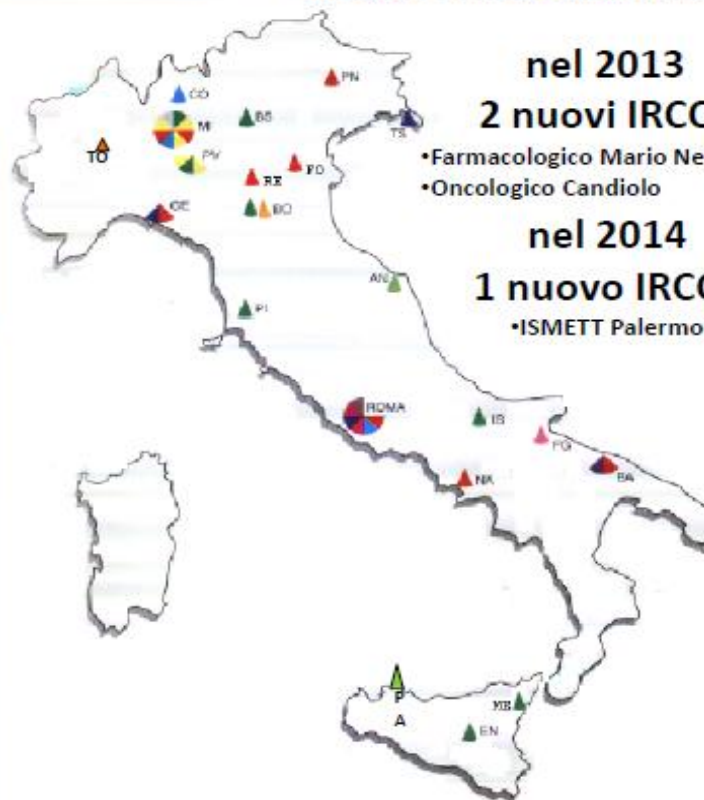 nel 2013
2 nuovi IRCC
•Farmacologico Mario Ne
•Oncologico Candiolo
nel 2014
1 nuovo IRCC
•ISMETT Palermo
PN
CO
BS
MI
TS
TO
PV
FO
RE
GE
BO
AN
PI
ROMA
IS
FG
NA
BA
P
A
ME
EN